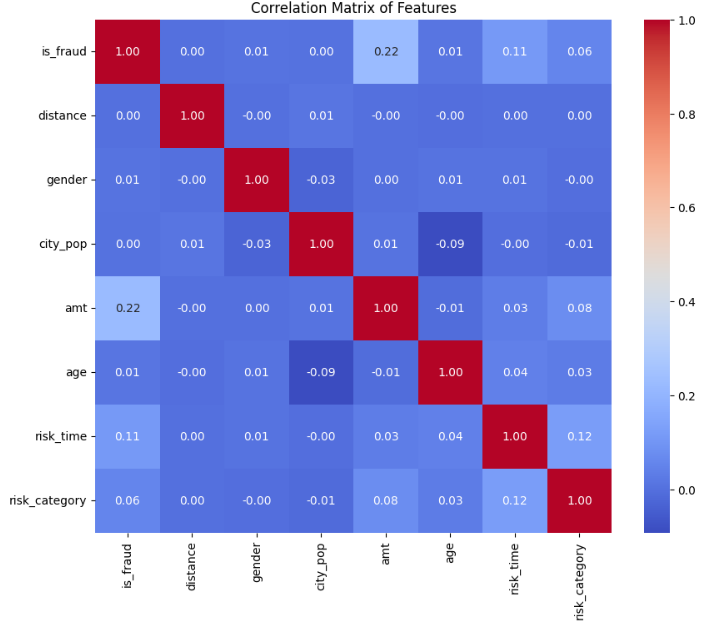 Correlation Matrix of Features
is_fraud 1.00 0.00 0.01 0.00 0.22 0.01 0.11 0.06
distance 0.00 1.00 -0.00 0.01 -0.00 -0.00 0.00 0.00
gender 0.01 -0.00 1.00 -0.03 0.00 0.01 0.01 -0.00
city_pop 0.00 0.01 -0.03 1.00 0.01 -0.09 -0.00 -0.01
amt 0.22 -0.00 0.00 0.01 1.00 -0.01 0.03 0.08
age 0.01 -0.00 0.01 -0.09 -0.01 1.00 0.04 0.03
risk_time 0.11 0.00 0.01 -0.00 0.03 0.04 1.00 0.12
risk_category 0.06 0.00 -0.00 -0.01 0.08 0.03 0.12 1.00
is_fraud distance gender city_pop amt age risk_time risk_category
1.0
0.8
0.6
0.4
0.2
0.0